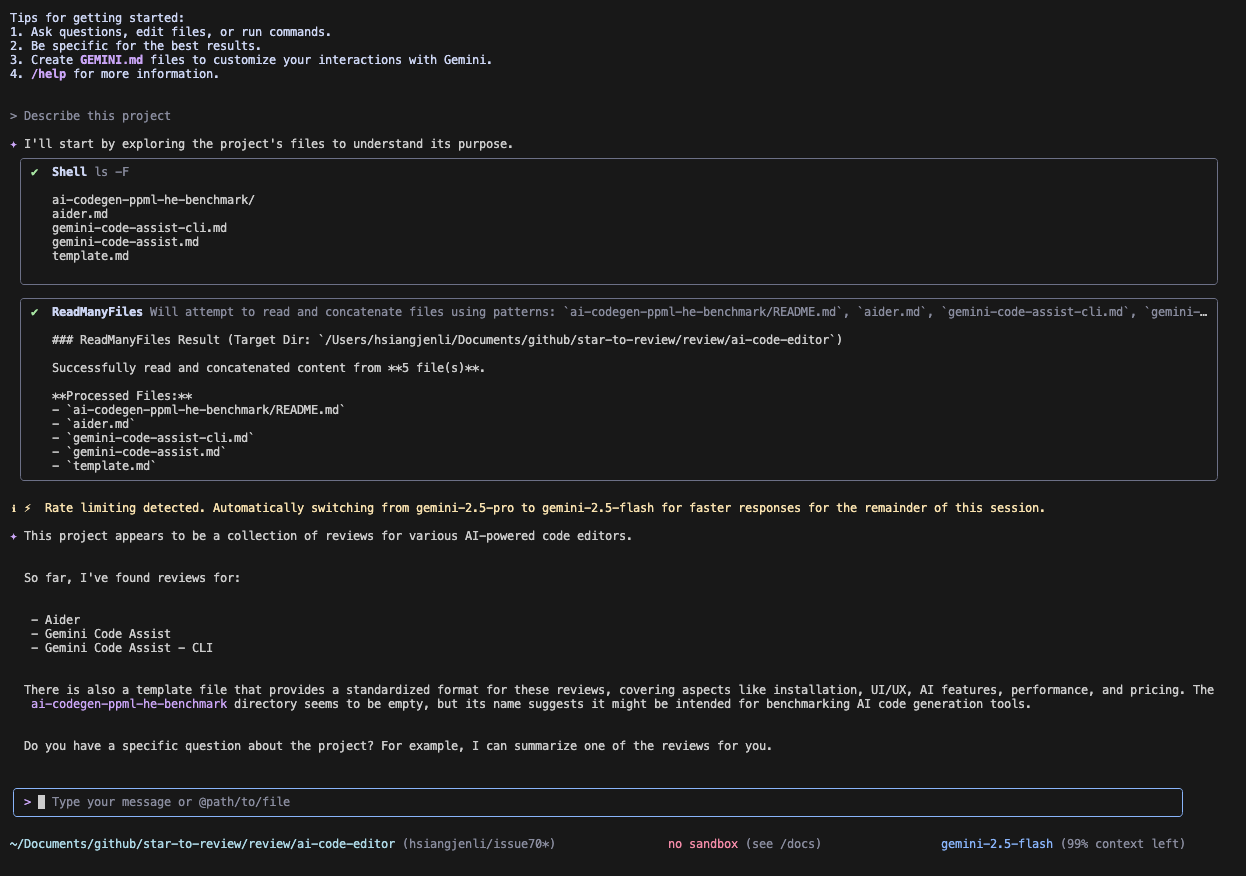 Tips for getting started:
1. Ask questions, edit files, or run commands.
2. Be specific for the best results.
3. Create GEMINI.md files to customize your interactions with Gemini.
4. /help for more information.
> Describe this project
✦ I'll start by exploring the project's files to understand its purpose.
✔ Shell ls -F
ai-codegen-ppml-he-benchmark/
aider.md
gemini-code-assist-cli.md
gemini-code-assist.md
template.md
✔ ReadManyFiles Will attempt to read and concatenate files using patterns: `ai-codegen-ppml-he-benchmark/README.md`, `aider.md`, `gemini-code-assist-cli.md`, `gemini-…
### ReadManyFiles Result (Target Dir: `/Users/hsiangjenli/Documents/github/star-to-review/review/ai-code-editor`)
Successfully read and concatenated content from **5 file(s)**.
**Processed Files:**
- `ai-codegen-ppml-he-benchmark/README.md`
- `aider.md`
- `gemini-code-assist-cli.md`
- `gemini-code-assist.md`
- `template.md`
ℹ ⚡ Rate limiting detected. Automatically switching from gemini-2.5-pro to gemini-2.5-flash for faster responses for the remainder of this session.
✦ This project appears to be a collection of reviews for various AI-powered code editors.
So far, I've found reviews for:
- Aider
- Gemini Code Assist
- Gemini Code Assist - CLI
There is also a template file that provides a standardized format for these reviews, covering aspects like installation, UI/UX, AI features, performance, and pricing. The
ai-codegen-ppml-he-benchmark directory seems to be empty, but its name suggests it might be intended for benchmarking AI code generation tools.
Do you have a specific question about the project? For example, I can summarize one of the reviews for you.
> Type your message or @path/to/file
~/Documents/github/star-to-review/review/ai-code-editor (hsiangjenli/issue70*) no sandbox (see /docs) gemini-2.5-flash (99% context left)